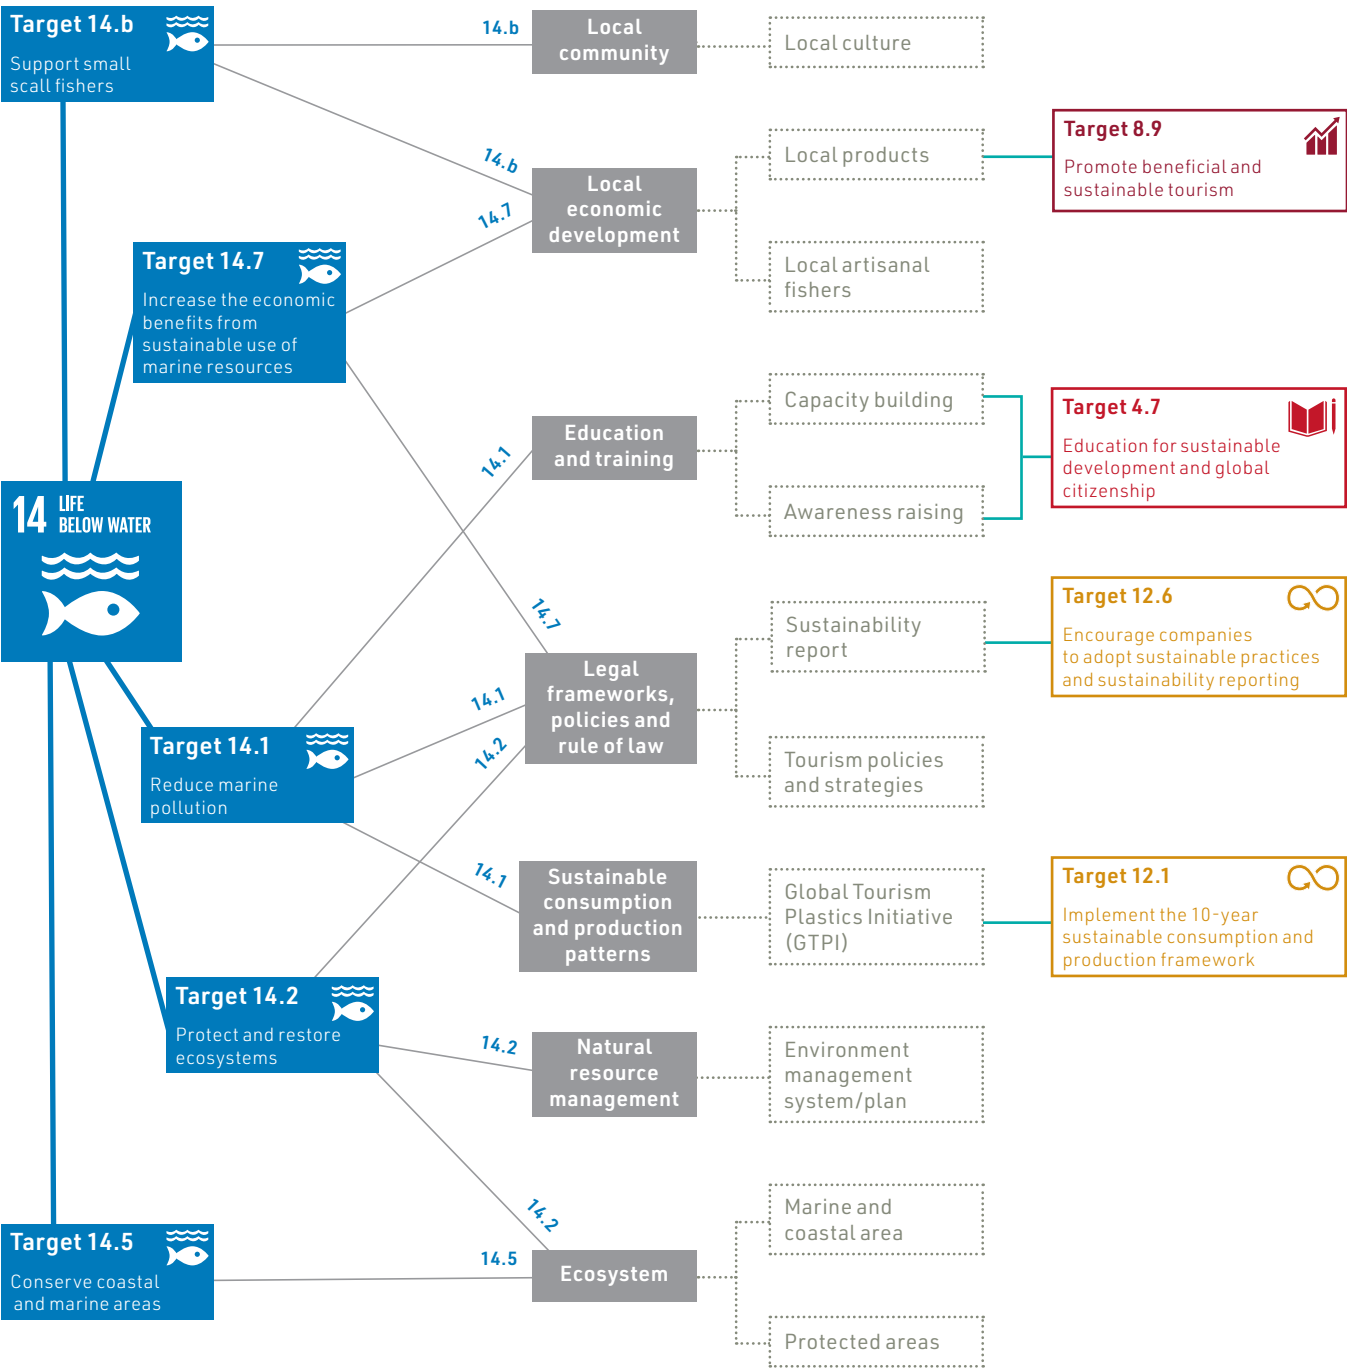 Target 14.b
Support small
scall fishers
14.b
Local
community
Local culture
14.b
14.7
Local
economic
development
Local products
Local artisanal
fishers
Target 8.9
Promote beneficial and
sustainable tourism
Target 14.7
Increase the economic
benefits from
sustainable use of
marine resources
14.1
Education
and training
Capacity building
Awareness raising
Target 4.7
Education for sustainable
development and global
citizenship
14 LIFE
BELOW WATER
14.7
14.1
14.2
Legal
frameworks,
policies and
rule of law
Sustainability
report
Tourism policies
and strategies
Target 12.6
Encourage companies
to adopt sustainable practices
and sustainability reporting
Target 14.1
Reduce marine
pollution
14.1
Sustainable
consumption
and production
patterns
Global Tourism
Plastics Initiative
(GTPI)
Target 12.1
Implement the 10-year
sustainable consumption and
production framework
Target 14.2
Protect and restore
ecosystems
14.2
Natural
resource
management
Environment
management
system/plan
14.2
14.5
Ecosystem
Marine and
coastal area
Protected areas
Target 14.5
Conserve coastal
and marine areas